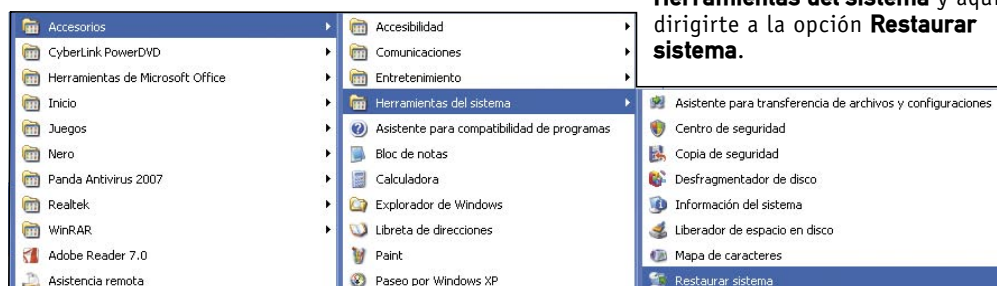 Herramientas del sistema y aquí
dirigirte a la opción Restaurar
sistema.
Accesorios
CyberLink PowerDVD
Herramientas de Microsoft Office
Inicio
Juegos
Nero
Panda Antivirus 2007
Realtek
WinRAR
Adobe Reader 7.0
Asistencia remota
Accesibilidad
Comunicaciones
Entretenimiento
Herramientas del sistema
Asistente para compatibilidad de programas
Bloc de notas
Calculadora
Explorador de Windows
Libreta de direcciones
Paint
Paseo por Windows XP
Asistente para transferencia de archivos y configuraciones
Centro de seguridad
Copia de seguridad
Desfragmentador de disco
Información del sistema
Liberador de espacio en disco
Mapa de caracteres
Restaurar sistema